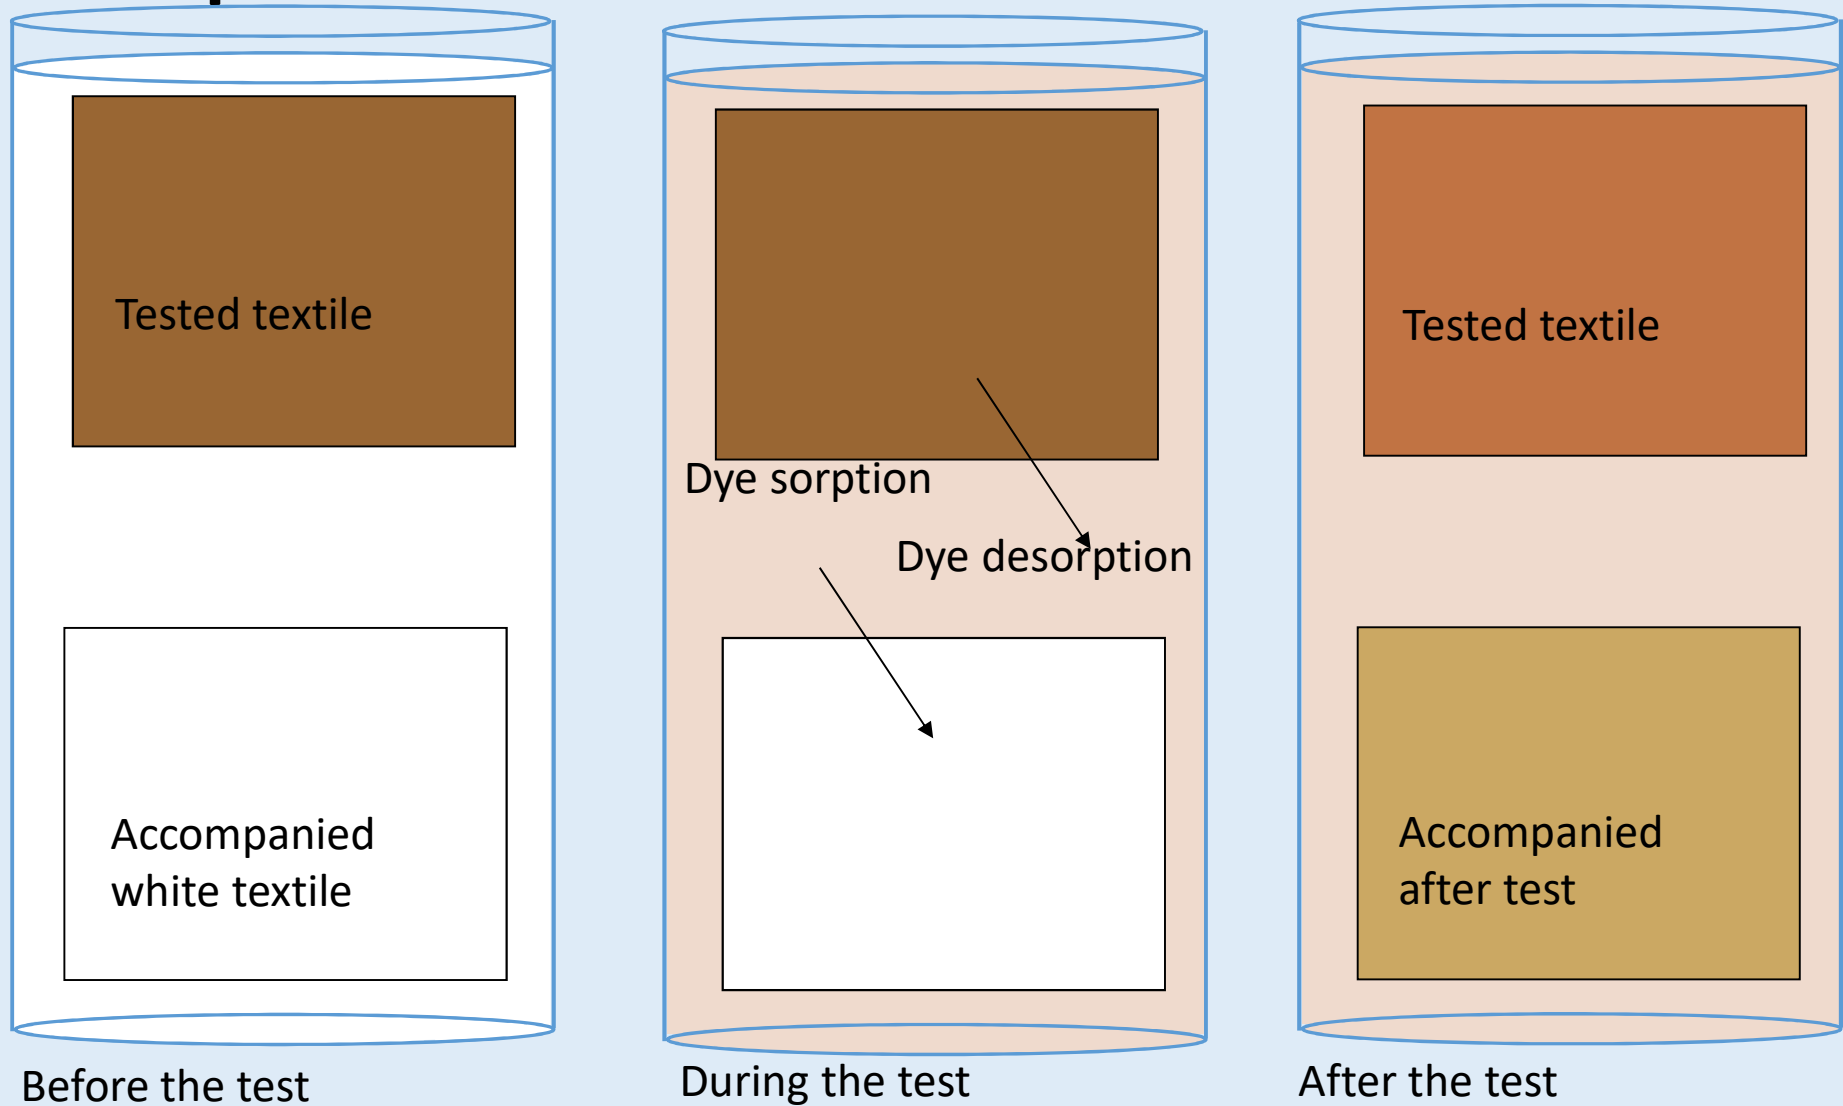 Tested textile
Accompanied
white textile
Before the test
Dye sorption
Dye desorption
During the test
Tested textile
Accompanied
after test
After the test